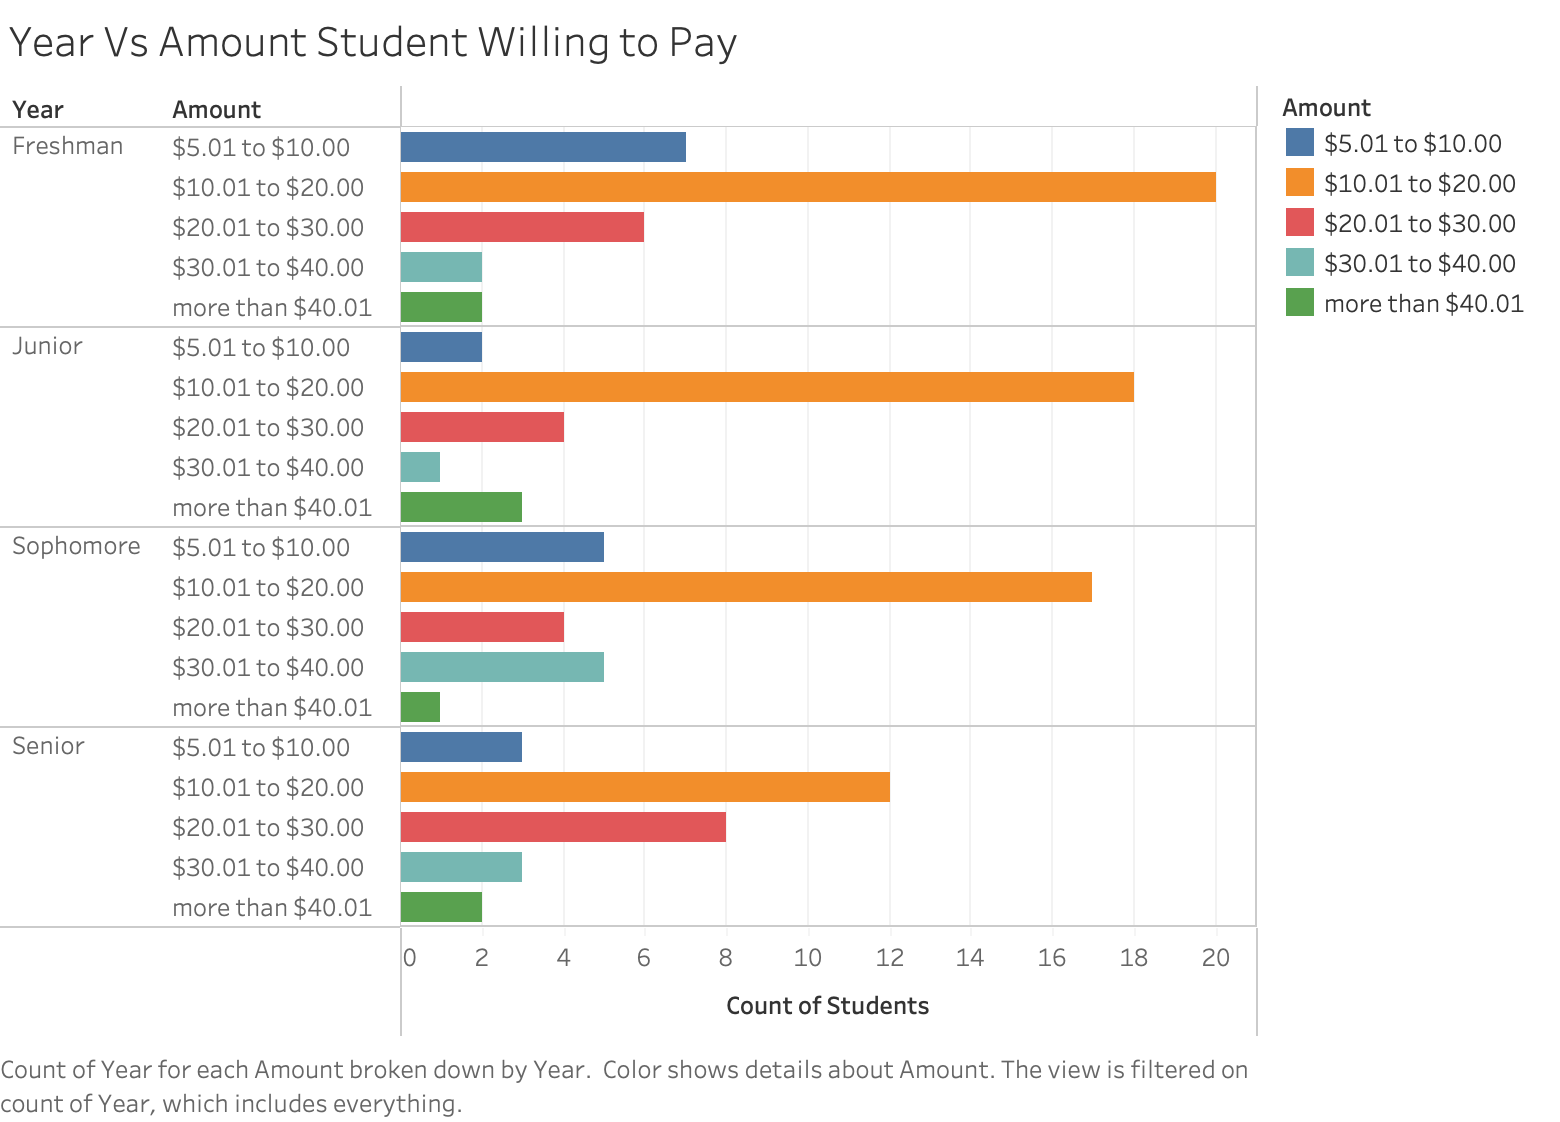 Year Vs Amount Student Willing to Pay
Year Amount
Freshman $5.01 to $10.00
$10.01 to $20.00
$20.01 to $30.00
$30.01 to $40.00
more than $40.01
Junior $5.01 to $10.00
$10.01 to $20.00
$20.01 to $30.00
$30.01 to $40.00
more than $40.01
Sophomore $5.01 to $10.00
$10.01 to $20.00
$20.01 to $30.00
$30.01 to $40.00
more than $40.01
Senior $5.01 to $10.00
$10.01 to $20.00
$20.01 to $30.00
$30.01 to $40.00
more than $40.01
0 2 4 6 8 10 12 14 16 18 20
Count of Students
Amount
$5.01 to $10.00
$10.01 to $20.00
$20.01 to $30.00
$30.01 to $40.00
more than $40.01
Count of Year for each Amount broken down by Year.  Color shows details about Amount. The view is filtered on
count of Year, which includes everything.